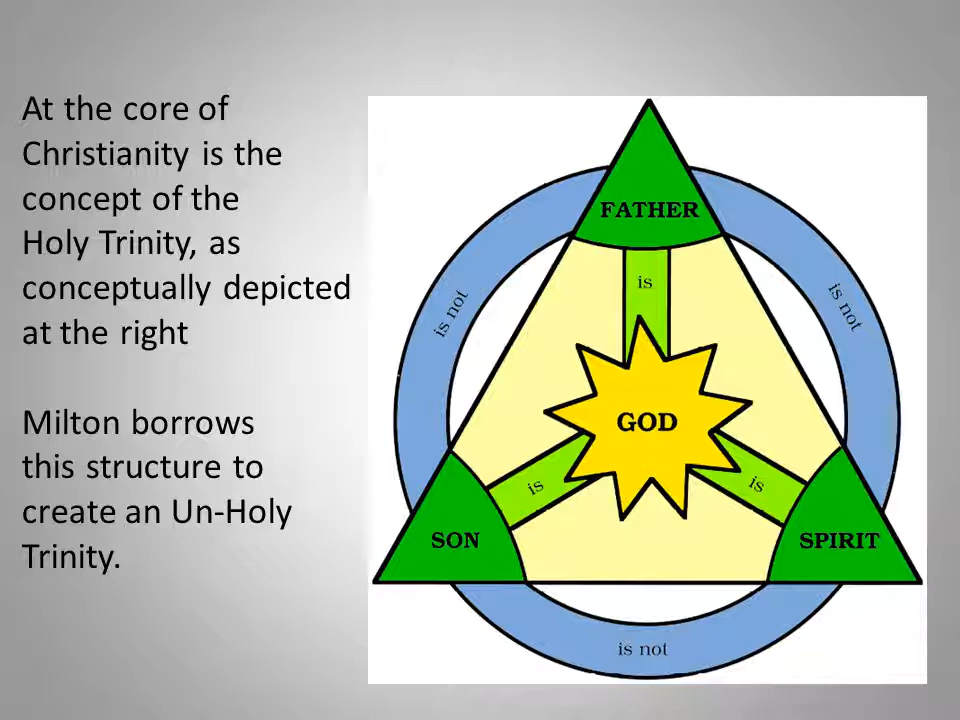 At the core of
Christianity is the
concept of the
Holy Trinity, as
conceptually depicted
at the right
Milton borrows
this structure to
create an Un-Holy
Trinity.
FATHER
is
is not
is not
GOD
is
is
SON
SPIRIT
is not